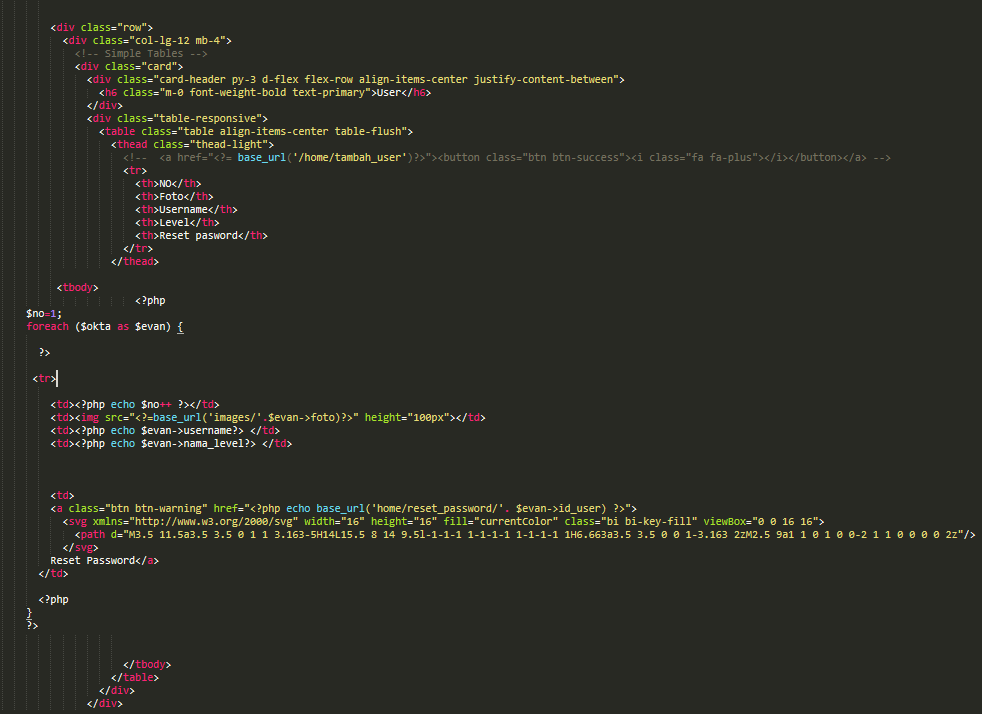 <div class="row">
<div class="col-lg-12 mb-4">
<!-- Simple Tables -->
<div class="card">
<div class="card-header py-3 d-flex flex-row align-items-center justify-content-between">
<h6 class="m-0 font-weight-bold text-primary">User</h6>
</div>
<div class="table-responsive">
<table class="table align-items-center table-flush">
<thead class="thead-light">
<!--  <a href="<?= base_url('/home/tambah_user')?>"><button class="btn btn-success"><i class="fa fa-plus"></i></button></a> -->
<tr>
<th>NO</th>
<th>Foto</th>
<th>Username</th>
<th>Level</th>
<th>Reset pasword</th>
</tr>
</thead>
<tbody>
<?php
$no=1;
foreach ($okta as $evan) {
?>
<tr>
<td><?php echo $no++ ?></td>
<td><img src="<?=base_url('images/'.$evan->foto)?>" height="100px"></td>
<td><?php echo $evan->username?> </td>
<td><?php echo $evan->nama_level?> </td>
<td>
<a class="btn btn-warning" href="<?php echo base_url('home/reset_password/'. $evan->id_user) ?>">
<svg xmlns="http://www.w3.org/2000/svg" width="16" height="16" fill="currentColor" class="bi bi-key-fill" viewBox="0 0 16 16">
<path d="M3.5 11.5a3.5 3.5 0 1 1 3.163-5H14L15.5 8 14 9.5l-1-1-1 1-1-1-1 1-1-1-1 1H6.663a3.5 3.5 0 0 1-3.163 2zM2.5 9a1 1 0 1 0 0-2 1 1 0 0 0 0 2z"/>
</svg>
Reset Password</a>
</td>
<?php
}
?>
</tbody>
</table>
</div>
</div>